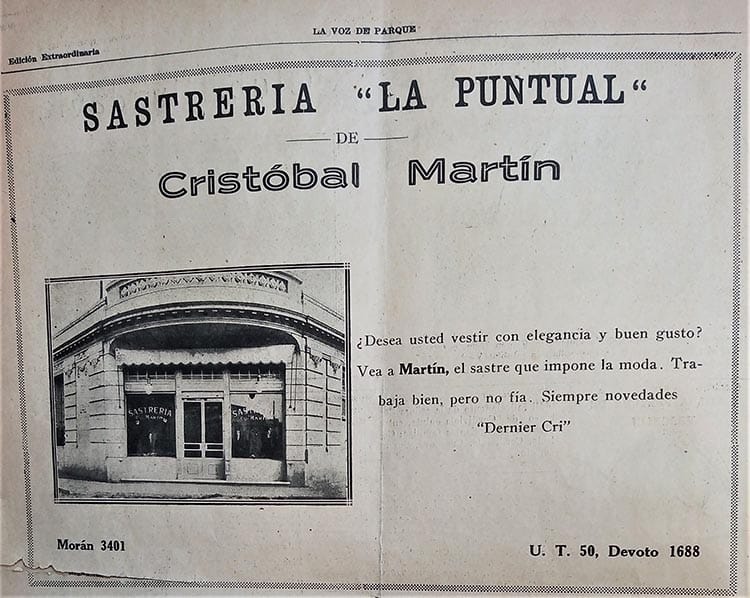 LA VOZ DE PARQUE
Edición Extraordinaria
SASTRERIA "LA PUNTUAL"
DE
Cristóbal Martín
¿Desea usted vestir con elegancia y buen gusto?
Vea a Martín, el sastre que impone la moda. Tra-
baja bien, pero no fía. Siempre novedades
"Dernier Cri"
SASTRERIA
MARTIN
SAS
Morán 3401
U. T. 50, Devoto 1688